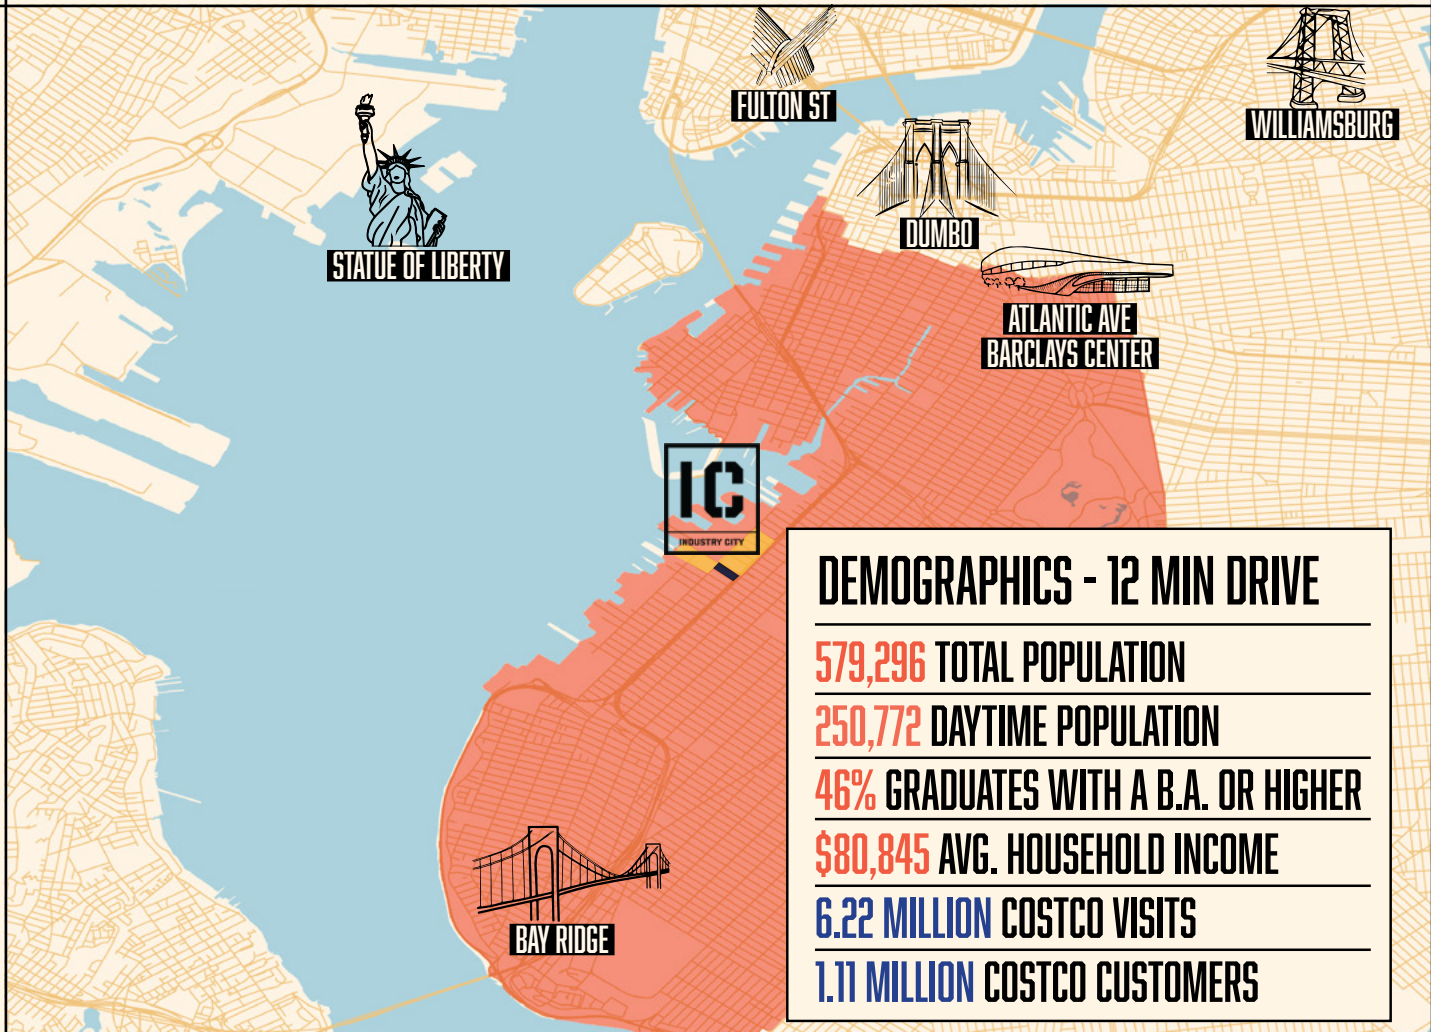 FULTON ST
WILLIAMSBURG
DUMBO
STATUE OF LIBERTY
ATLANTIC AVE
BARCLAYS CENTER
IC
INDUSTRY CITY
BAY RIDGE
DEMOGRAPHICS - 12 MIN DRIVE
579,296 TOTAL POPULATION
250,772 DAYTIME POPULATION
46% GRADUATES WITH A B.A. OR HIGHER
$80,845 AVG. HOUSEHOLD INCOME
6.22 MILLION COSTCO VISITS
1.11 MILLION COSTCO CUSTOMERS